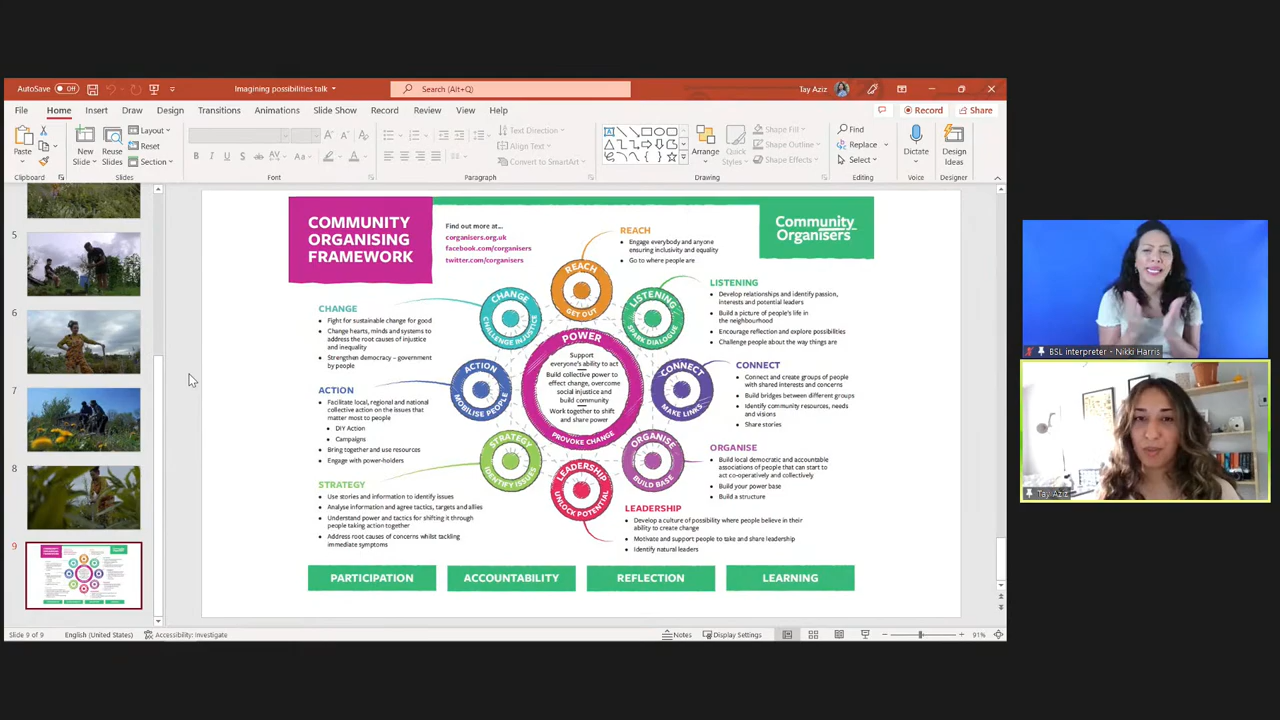 AutoSave Off
Imagining possibilities talk
Search (Alt+Q)
Tay Aziz
File Home Insert Draw Design Transitions Animations Slide Show Record Review View Help
Record Share
Paste
New Slide
Reuse Slides
Layout
Reset
Section
Text Direction
Align Text
Convert to SmartArt
Arrange
Quick Styles
Shape Fill
Shape Outline
Shape Effects
Find
Replace
Select
Dictate
Design Ideas
Clipboard Slides Font Paragraph Drawing Editing Voice Designer
5
6
7
8
9
COMMUNITY
ORGANISING
FRAMEWORK
Find out more at...
corganisers.org.uk
facebook.com/corganisers
twitter.com/corganisers
Community
Organisers
REACH
• Engage everybody and anyone
ensuring inclusivity and equality
• Go to where people are
LISTENING
• Develop relationships and identify passion,
interests and potential leaders
• Build a picture of people's life in
the neighbourhood
• Encourage reflection and explore possibilities
• Challenge people about the way things are
CONNECT
• Connect and create groups of people
with shared interests and concerns
• Build bridges between different groups
• Identify community resources, needs
and visions
• Share stories
ORGANISE
• Build local democratic and accountable
associations of people that can start to
act co-operatively and collectively
• Build your power base
• Build a structure
LEADERSHIP
• Develop a culture of possibility where people believe in their
ability to create change
• Motivate and support people to take and share leadership
• Identify natural leaders
STRATEGY
• Use stories and information to identify issues
• Analyse information and agree tactics, targets and allies
• Understand power and tactics for shifting it through
people taking action together
• Address root causes of concerns whilst tackling
immediate symptoms
ACTION
• Facilitate local, regional and national
collective action on the issues that
matter most to people
• DIY Action
• Campaigns
• Bring together and use resources
• Engage with power-holders
CHANGE
• Fight for sustainable change for good
• Change hearts, minds and systems to
address the root causes of injustice
and inequality
• Strengthen democracy – government
by people
REACH
GET OUT
LISTENING
SPARK DIALOGUE
CONNECT
MAKE LINKS
ORGANISE
BUILD BASE
LEADERSHIP
UNLOCK POTENTIAL
STRATEGY
IDENTIFY ISSUES
ACTION
MOBILISE PEOPLE
CHANGE
CHALLENGE INJUSTICE
POWER
Support
everyone's ability to act
Build collective power to
effect change, overcome
social injustice and
build community
Work together to shift
and share power
PROVOKE CHANGE
PARTICIPATION
ACCOUNTABILITY
REFLECTION
LEARNING
BSL interpreter - Nikki Harris
Tay Aziz
Slide 9 of 9 English (United States) Accessibility: Investigate
Notes Display Settings 91%